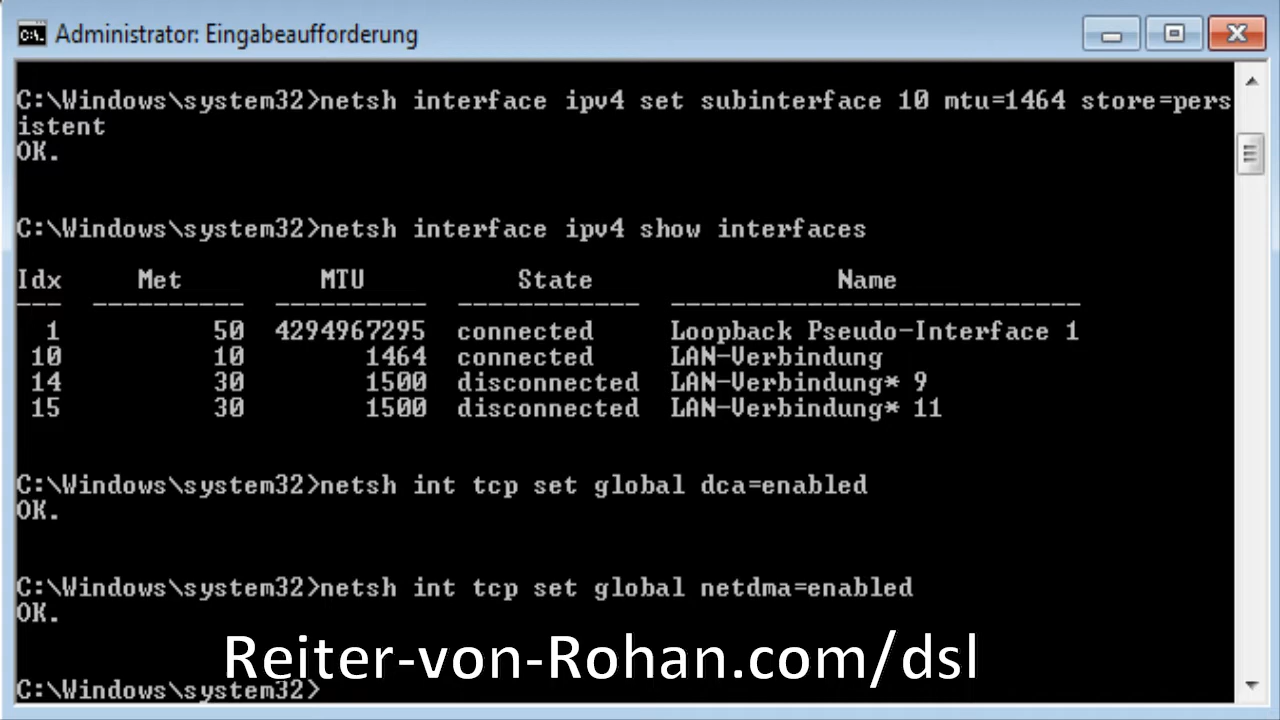 Administrator: Eingabeaufforderung
C:\Windows\system32>netsh interface ipv4 set subinterface 10 mtu=1464 store=pers
istent
OK.
C:\Windows\system32>netsh interface ipv4 show interfaces
Idx Met MTU State Name
--- ---------- ---------- ------------ ---------------------------
1 50 4294967295 connected Loopback Pseudo-Interface 1
10 10 1464 connected LAN-Verbindung
14 30 1500 disconnected LAN-Verbindung* 9
15 30 1500 disconnected LAN-Verbindung* 11
C:\Windows\system32>netsh int tcp set global dca=enabled
OK.
C:\Windows\system32>netsh int tcp set global netdma=enabled
OK.
Reiter-von-Rohan.com/dsl
C:\Windows\system32>